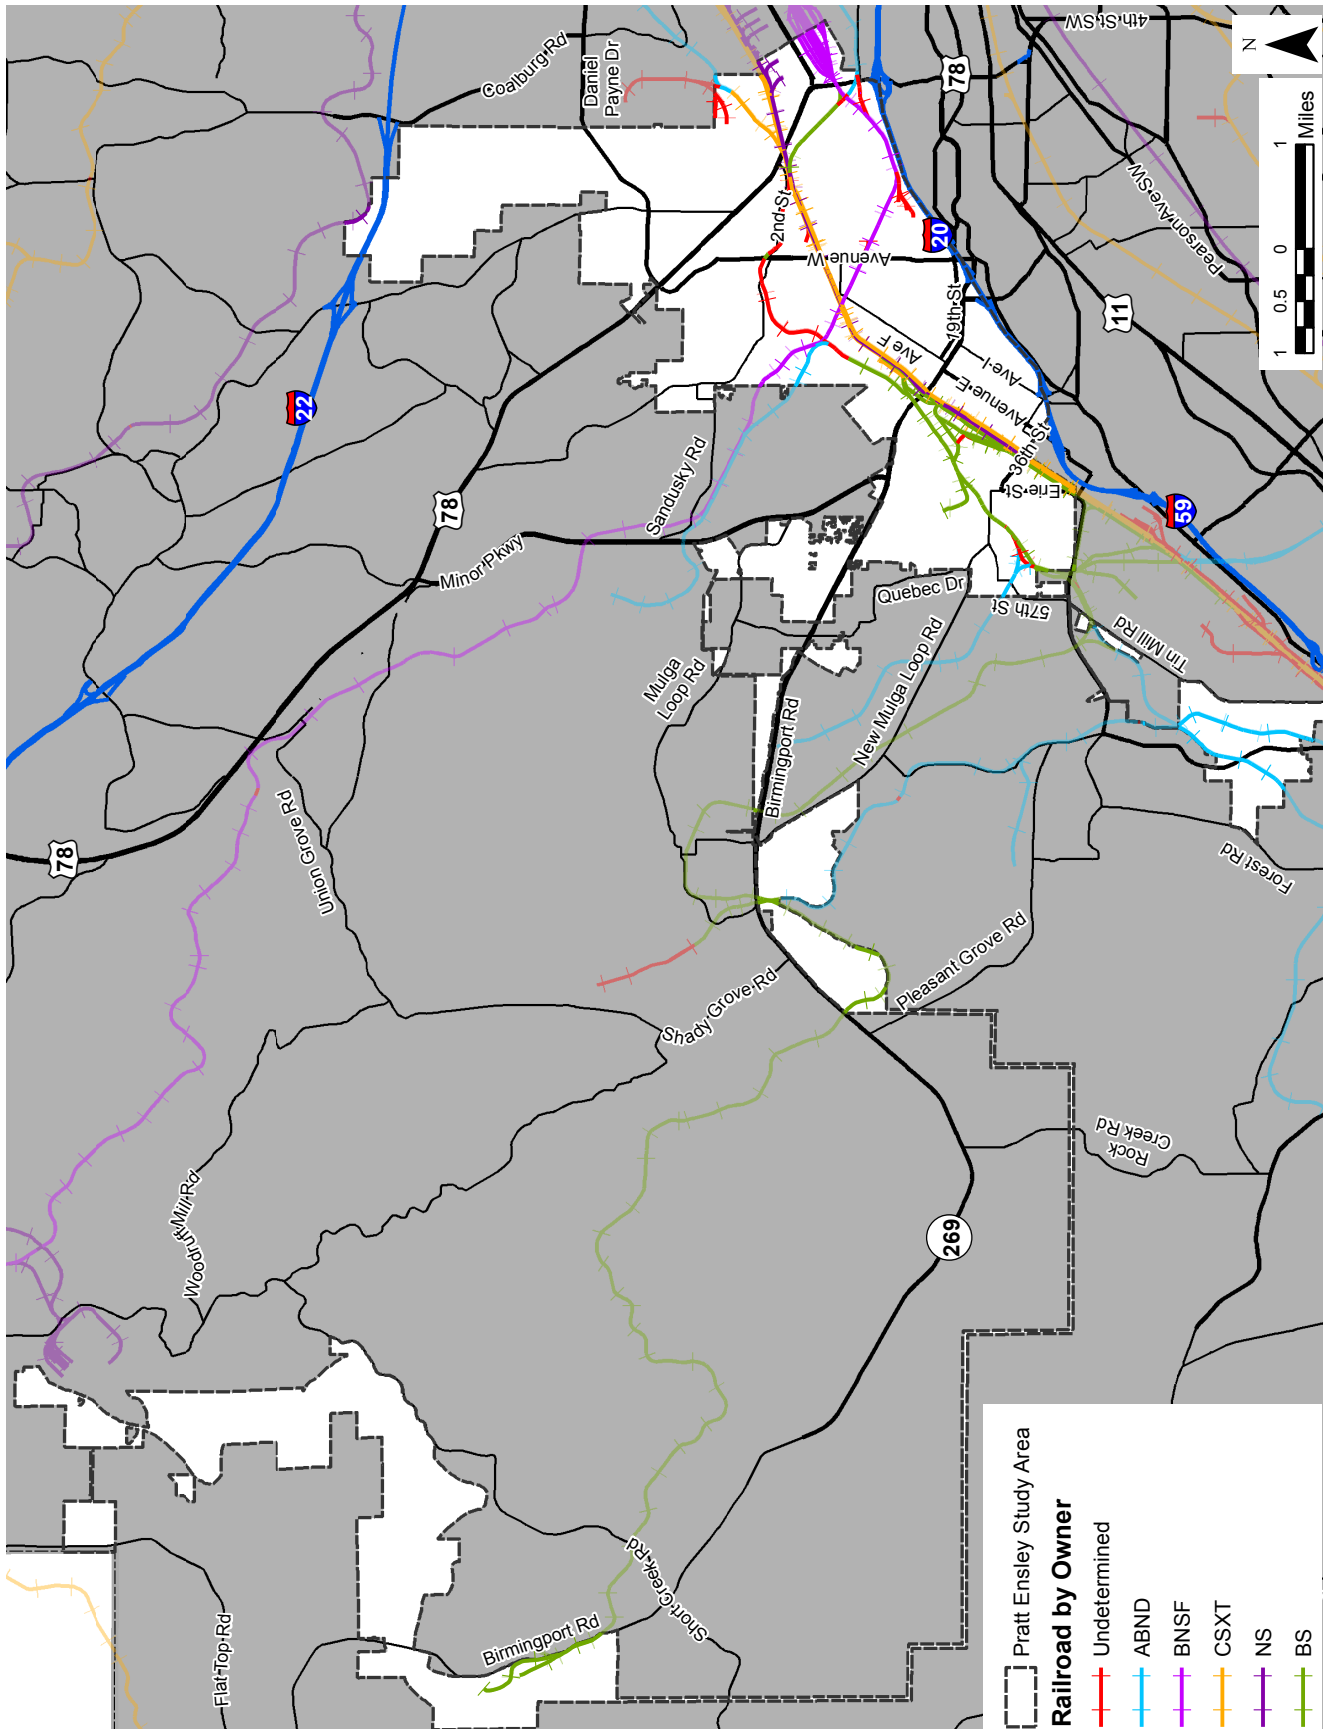 Coalburg Rd
Daniel
Payne Dr
4th St SW
78
N
22
2nd St
Avenue W
20
Pearson Ave SW
1 0.5 0 1
Miles
19th St
11
Ave F
Ave I
Avenue E
78
Sandusky Rd
36th St
Erie St
59
Minor Pkwy
Quebec Dr
57th St
Tin Mill Rd
Mulga
Loop Rd
New Mulga Loop Rd
Birmingport Rd
78
Union Grove Rd
Forest Rd
Pleasant Grove Rd
Shady Grove Rd
Rock
Creek Rd
Woodruff Mill Rd
269
Short Creek Rd
Birmingport Rd
Flat Top Rd
Pratt Ensley Study Area
Railroad by Owner
Undetermined
ABND
BNSF
CSXT
NS
BS